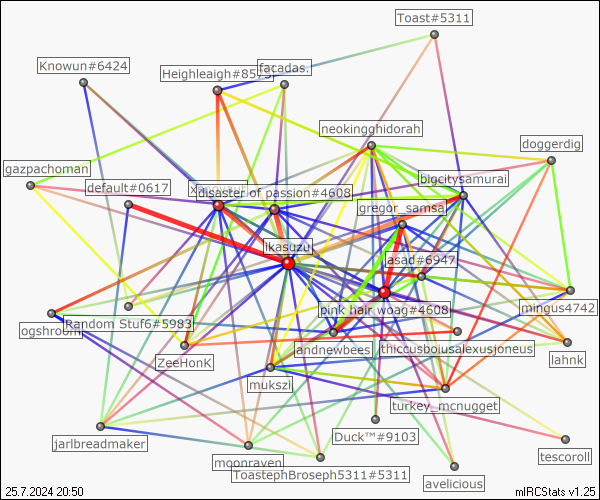 Toast#5311
Knowun#6424
Heighleaigh#8579
facadas.
neokingghidorah
doggerdig
gazpachoman
default#0617
disaster of passion#4608
bigcitysamurai
gregor_samsa
Ikasuzu
asad#6947
ogshroom
Random Stuf6#5983
pink hair woag#4608
mingus4742
ZeeHonK
landnewbees
thiccusboiusalexusjoneus
lahnk
mukszi
turkey_mcnugget
jarlbreadmaker
Duck™#9103
moonraven
ToastephBroseph5311#5311
avelicious
tescoroll
25.7.2024 20:50
mIRCStats v1.25